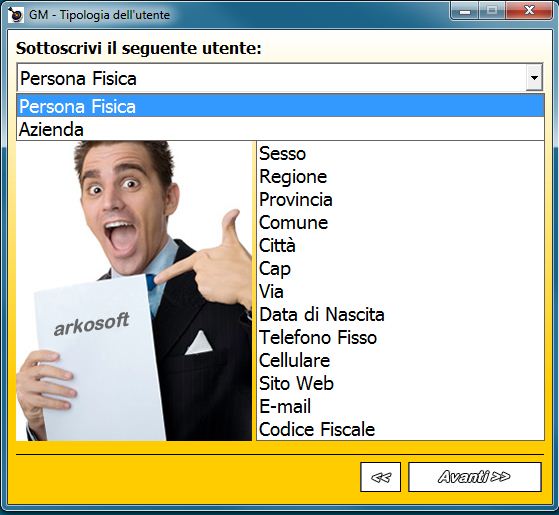 GM - Tipologia dell'utente
Sottoscrivi il seguente utente:
Persona Fisica
Persona Fisica
Azienda
Sesso
Regione
Provincia
Comune
Città
Cap
Via
Data di Nascita
Telefono Fisso
Cellulare
Sito Web
E-mail
Codice Fiscale
arkosoft
<<
Avanti >>